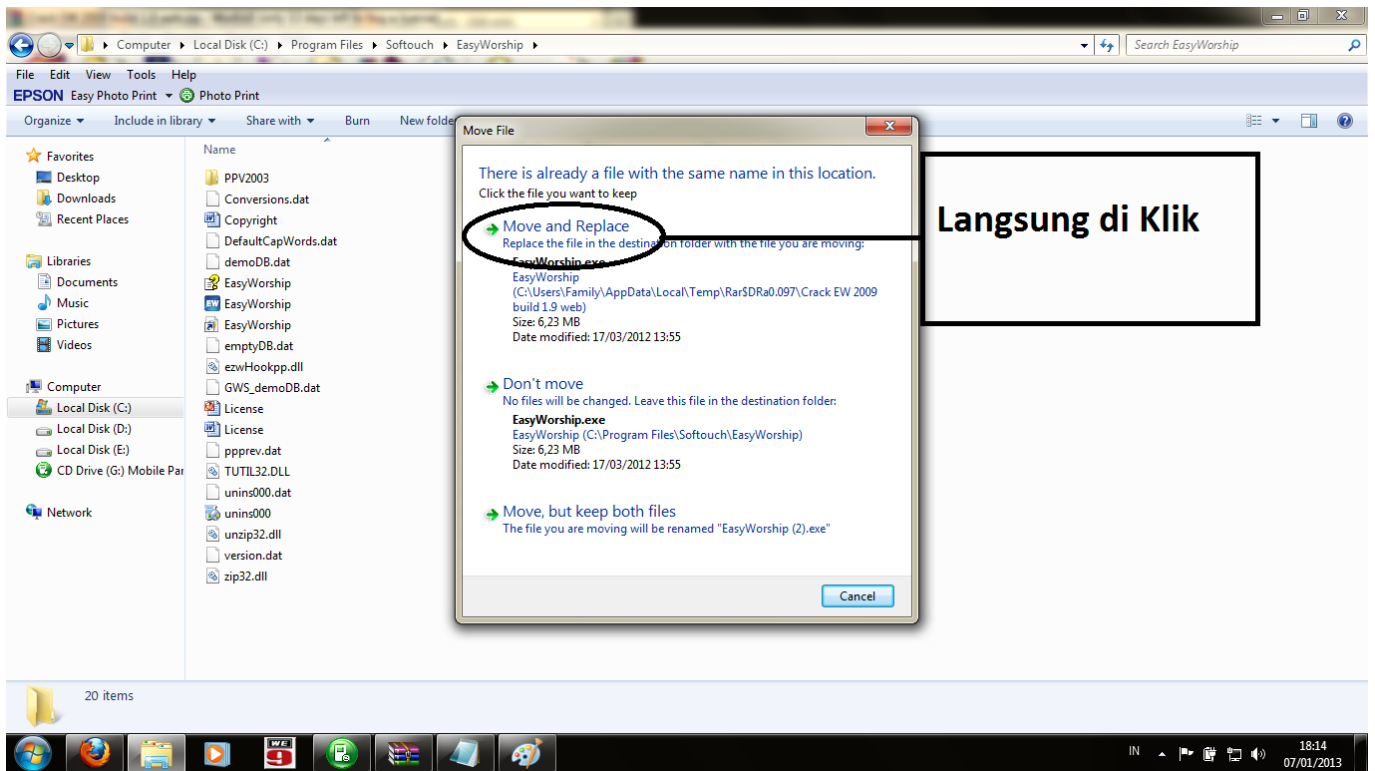 Computer ▸ Local Disk (C:) ▸ Program Files ▸ Softouch ▸ EasyWorship ▸
Search EasyWorship
File Edit View Tools Help
EPSON Easy Photo Print Photo Print
Organize Include in library Share with Burn New folde
Favorites
Desktop
Downloads
Recent Places
Libraries
Documents
Music
Pictures
Videos
Computer
Local Disk (C:)
Local Disk (D:)
Local Disk (E:)
CD Drive (G:) Mobile Par
Network
Name
PPV2003
Conversions.dat
Copyright
DefaultCapWords.dat
demoDB.dat
EasyWorship
EasyWorship
EasyWorship
emptyDB.dat
ezwHookpp.dll
GWS_demoDB.dat
License
License
ppprev.dat
TUTIL32.DLL
unins000.dat
unins000
unzip32.dll
version.dat
zip32.dll
Move File
There is already a file with the same name in this location.
Click the file you want to keep
Move and Replace
Replace the file in the destination folder with the file you are moving:
EasyWorship.exe
EasyWorship
(C:\Users\Family\AppData\Local\Temp\Rar$DRa0.097\Crack EW 2009
build 1.9 web)
Size: 6,23 MB
Date modified: 17/03/2012 13:55
Don't move
No files will be changed. Leave this file in the destination folder:
EasyWorship.exe
EasyWorship (C:\Program Files\Softouch\EasyWorship)
Size: 6,23 MB
Date modified: 17/03/2012 13:55
Move, but keep both files
The file you are moving will be renamed "EasyWorship (2).exe"
Cancel
Langsung di Klik
20 items
WE
9
IN
18:14
07/01/2013